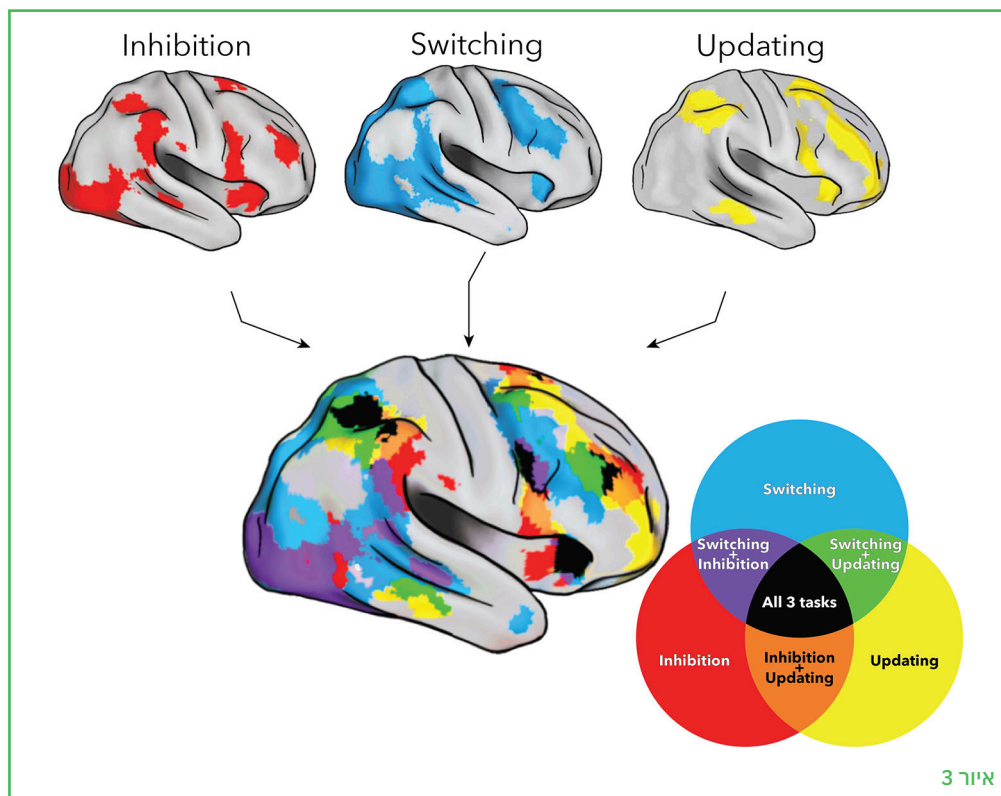 Inhibition
Switching
Updating
Switching
Switching
+
Inhibition
Switching
+
Updating
All 3 tasks
Inhibition
Inhibition
+
Updating
Updating
איור 3